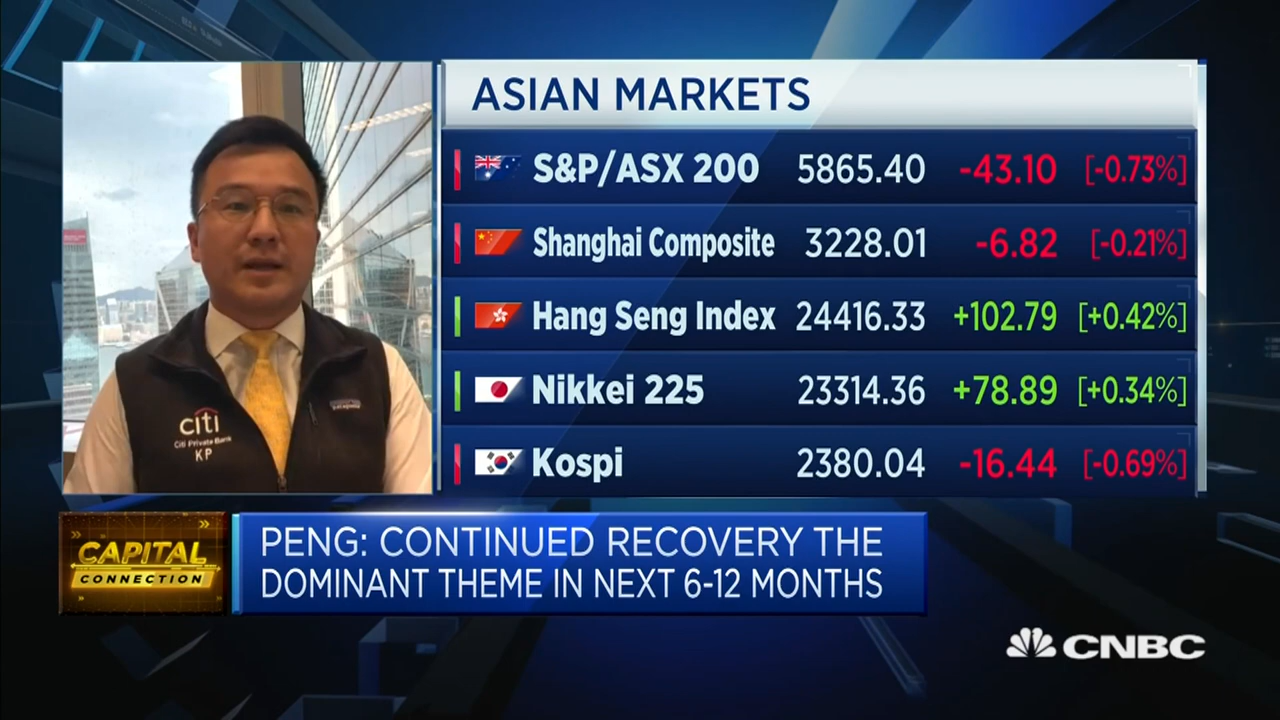 ASIAN MARKETS
S&P/ASX 200 5865.40 -43.10 [-0.73%]
Shanghai Composite 3228.01 -6.82 [-0.21%]
Hang Seng Index 24416.33 +102.79 [+0.42%]
Nikkei 225 23314.36 +78.89 [+0.34%]
Kospi 2380.04 -16.44 [-0.69%]
citi
Citi Private Bank
KP
patagonia
CAPITAL
CONNECTION
PENG: CONTINUED RECOVERY THE
DOMINANT THEME IN NEXT 6-12 MONTHS
CNBC